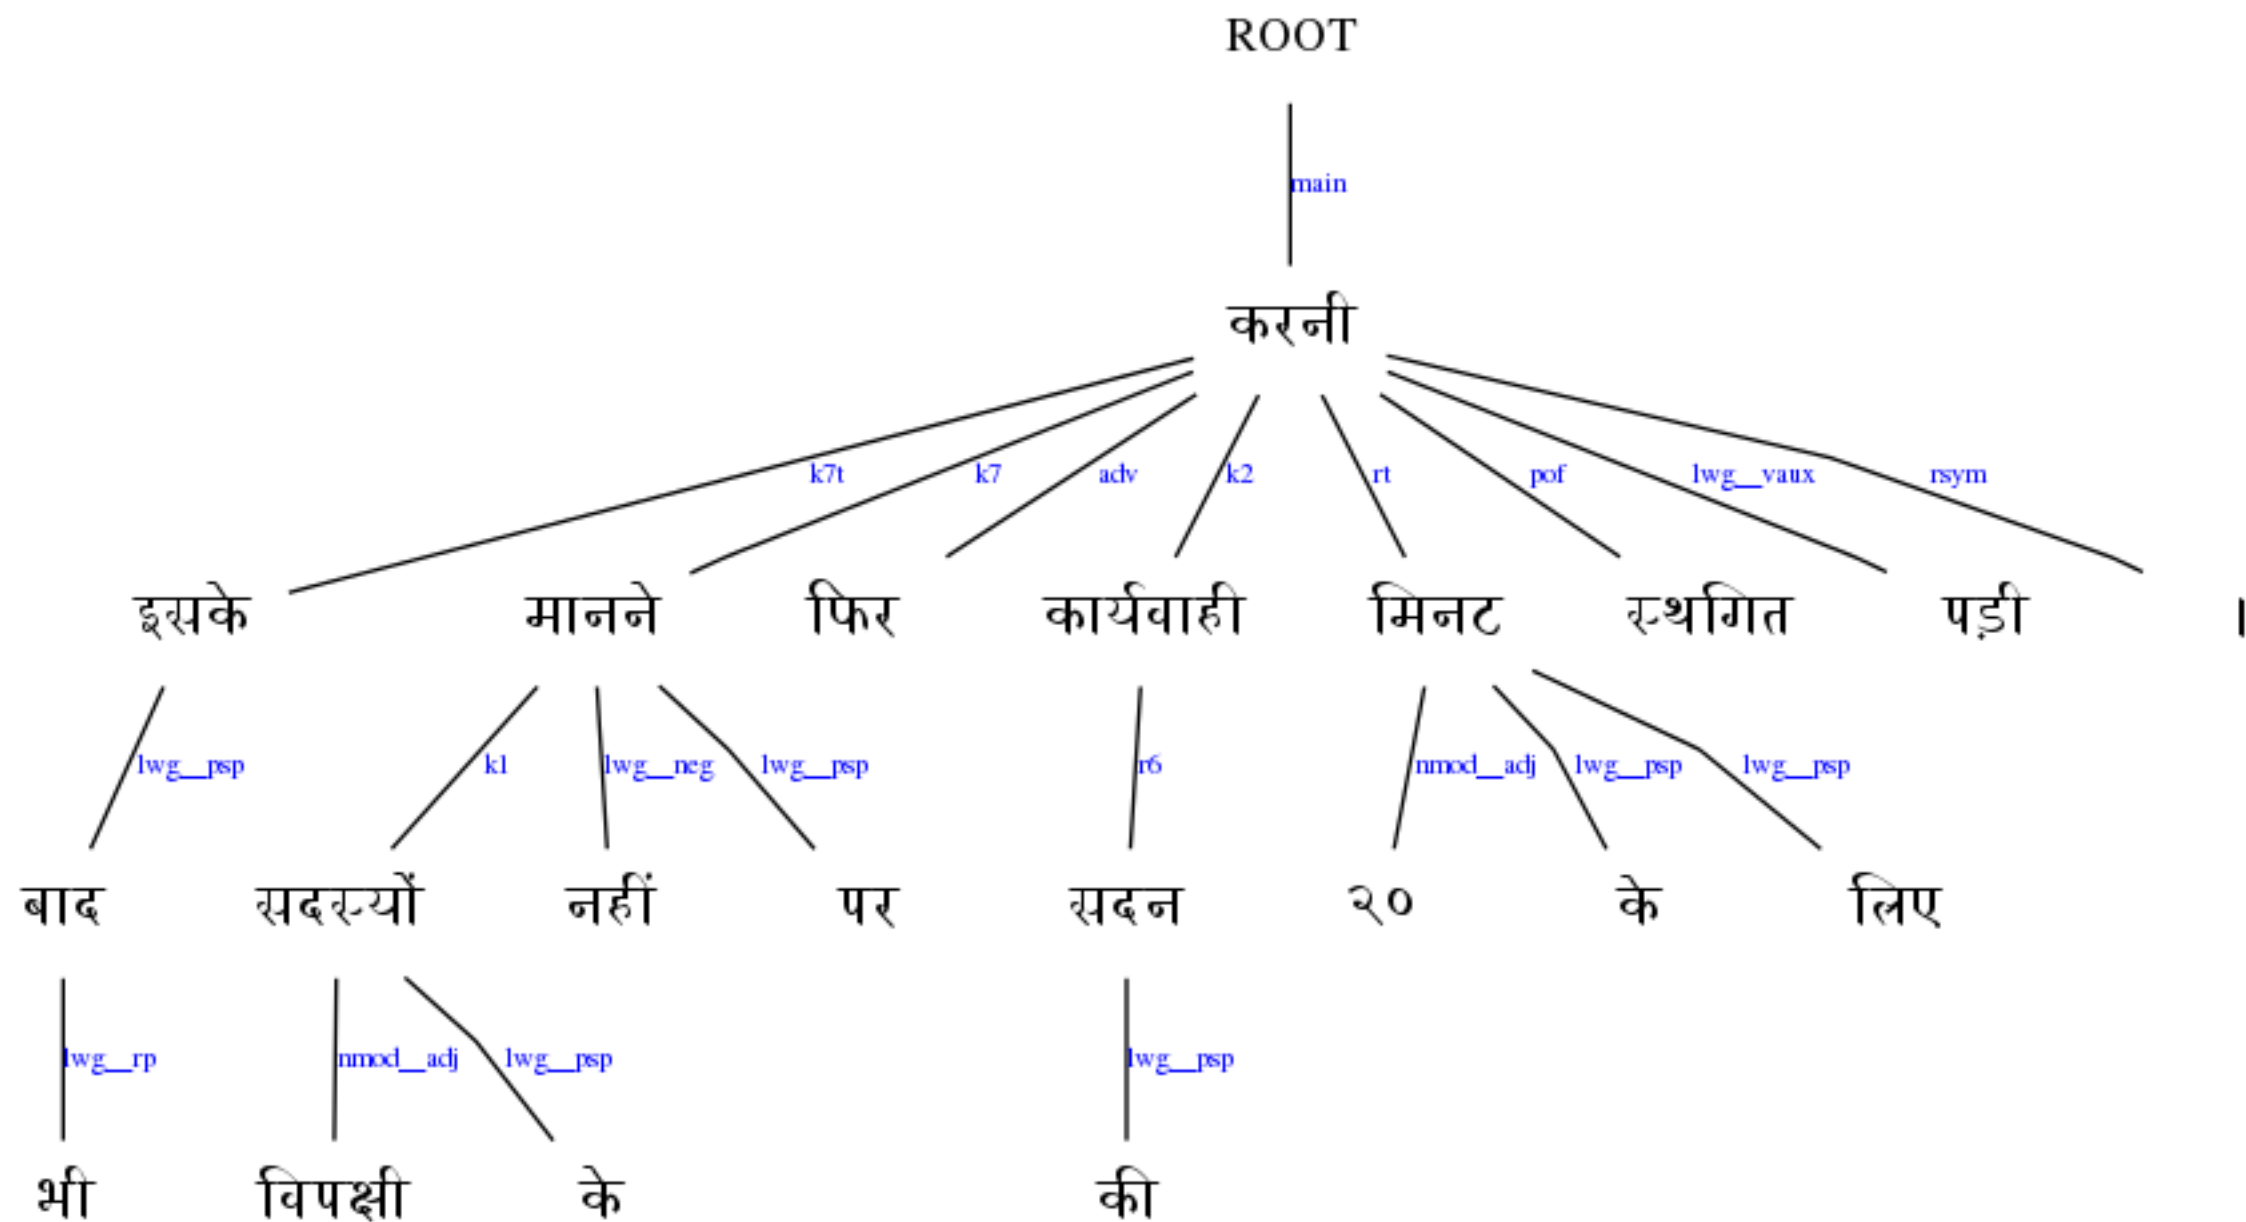 ROOT
main
करनी
k7t k7 adv k2 rt pof lwg__vaux rsym
इसके मानने फिर कार्यवाही मिनट स्थगित पड़ी ।
lwg__psp k1 lwg__neg lwg__psp r6 nmod__adj lwg__psp lwg__psp
बाद सदस्यों नहीं पर सदन २० के लिए
lwg__rp nmod__adj lwg__psp lwg__psp
भी विपक्षी के की